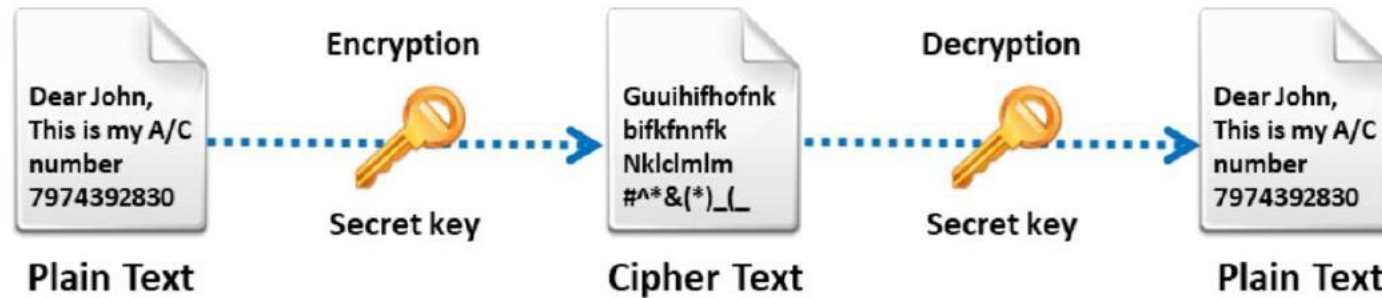 Dear John,
This is my A/C
number
7974392830
Plain Text
Encryption
Secret key
Guuihifhofnk
bifkfnnfk
Nklclmlm
#^*&(*)_(_
Cipher Text
Decryption
Secret key
Dear John,
This is my A/C
number
7974392830
Plain Text